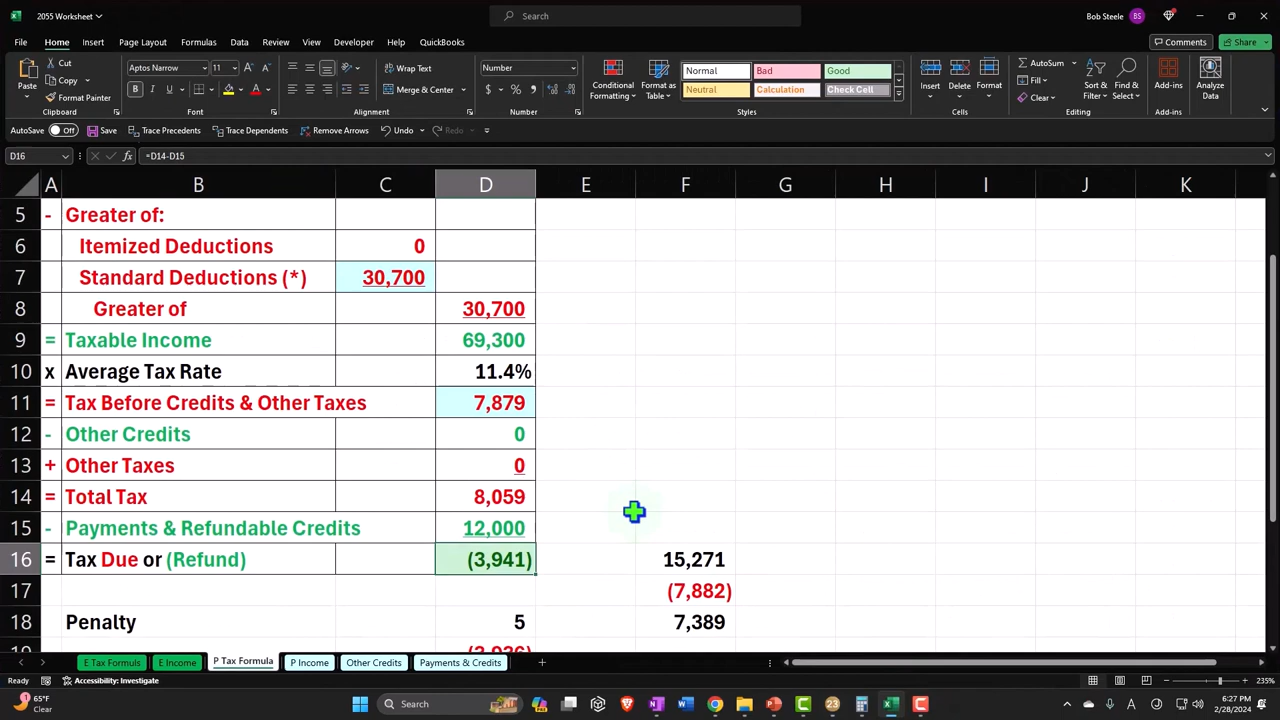 2055 Worksheet
Search
Bob Steele BS
File Home Insert Page Layout Formulas Data Review View Developer Automate Help QuickBooks
Comments Share
Cut
Copy
Format Painter
Paste
Clipboard
Aptos Narrow 11
Font
Wrap Text
Merge & Center
Alignment
Number
Number
Conditional Formatting
Format as Table
Normal Bad Good
Neutral Calculation Check Cell
Styles
Insert Delete Format
Cells
AutoSum
Fill
Clear
Sort & Filter
Find & Select
Editing
Add-ins
Add-ins
Analyze Data
AutoSave Off Save Trace Precedents Trace Dependents Remove Arrows Undo Redo
D16 fx =D14-D15
A B C D E F G H I J K
5 - Greater of:
6 Itemized Deductions 0
7 Standard Deductions (*) 30,700
8 Greater of 30,700
9 = Taxable Income 69,300
10 x Average Tax Rate 11.4%
11 = Tax Before Credits & Other Taxes 7,879
12 - Other Credits 0
13 + Other Taxes 0
14 = Total Tax 8,059
15 - Payments & Refundable Credits 12,000
16 = Tax Due or (Refund) (3,941) 15,271
17 (7,882)
18 Penalty 5 7,389
19 (3,936)
E Tax Formuls E Income P Tax Formula P Income Other Credits Payments & Credits
Ready Accessibility: Investigate 235%
65°F
Clear
Search
6:27 PM
2/28/2024